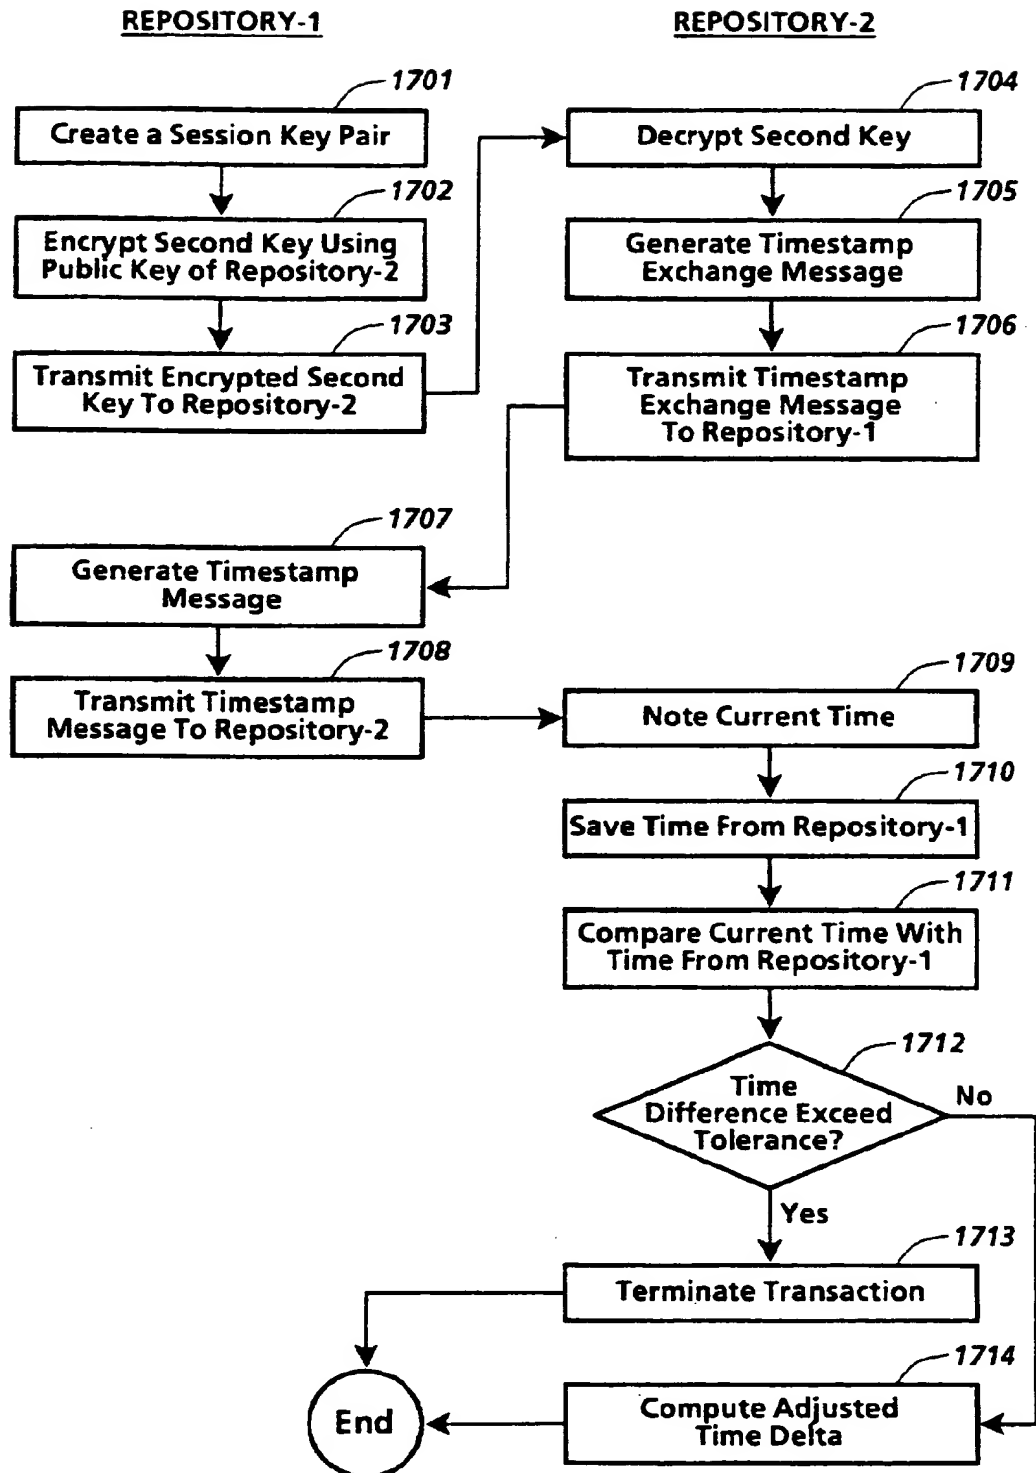 REPOSITORY-1
REPOSITORY-2
1701
Create a Session Key Pair
1702
Encrypt Second Key Using
Public Key of Repository-2
1703
Transmit Encrypted Second
Key To Repository-2
1704
Decrypt Second Key
1705
Generate Timestamp
Exchange Message
1706
Transmit Timestamp
Exchange Message
To Repository-1
1707
Generate Timestamp
Message
1708
Transmit Timestamp
Message To Repository-2
1709
Note Current Time
1710
Save Time From Repository-1
1711
Compare Current Time With
Time From Repository-1
1712
Time
Difference Exceed
Tolerance?
No
Yes
1713
Terminate Transaction
1714
Compute Adjusted
Time Delta
End